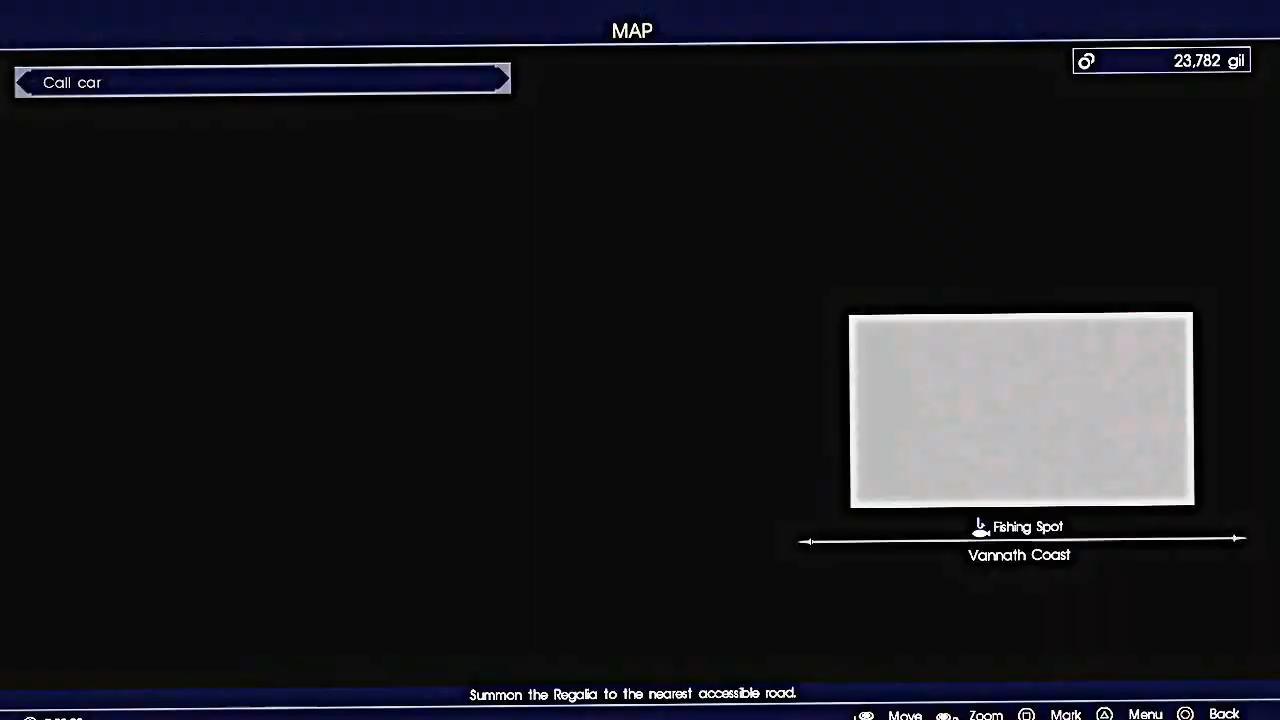 MAP
Call car
23,782 gil
Fishing Spot
Vannath Coast
Summon the Regalia to the nearest accessible road.
Move Zoom Mark Menu Back